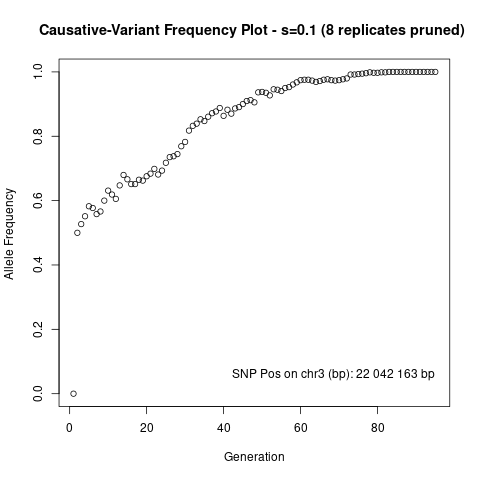 Causative-Variant Frequency Plot - s=0.1 (8 replicates pruned)
1.0
0.8
0.6
0.4
0.2
0.0
Allele Frequency
SNP Pos on chr3 (bp): 22 042 163 bp
0 20 40 60 80
Generation